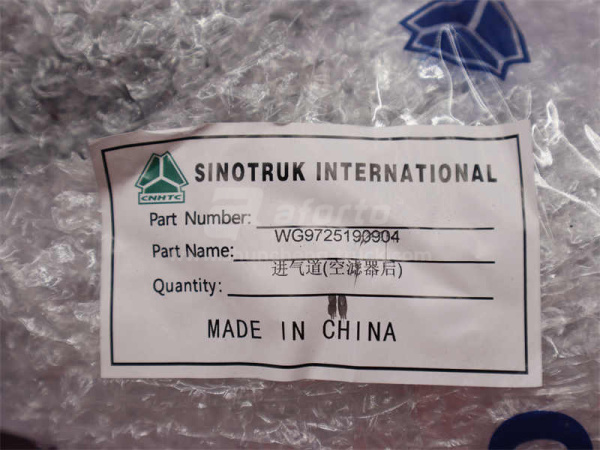 SINOTRUK INTERNATIONAL
CNHTC
Part Number:
WG9725190904
Part Name:
进气道(空滤器后)
Quantity:
MADE IN CHINA